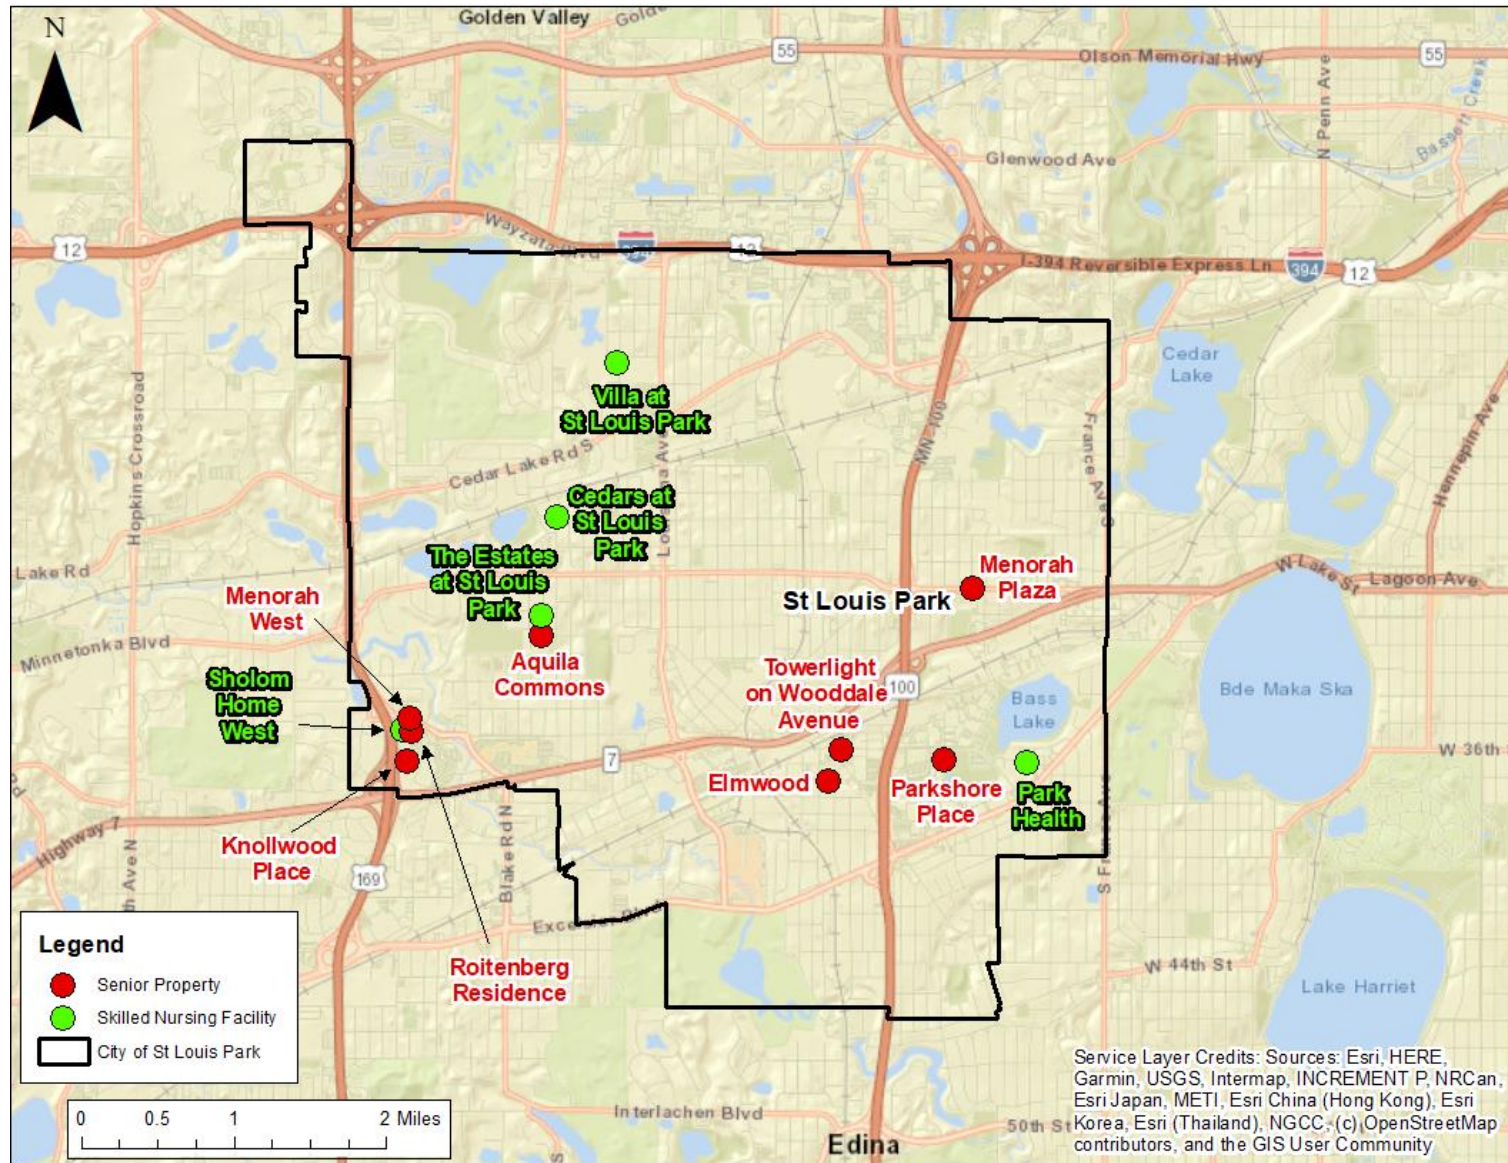 N
Golden Valley
Golde
55
Olson Memorial Hwy
55
N Penn Ave
Bassett Creek
Glenwood Ave
12
Wayzata Blvd
394
12
I-394 Reversible Express Ln
394
12
Cedar
Lake
Hopkins Crossroad
Villa at
St Louis Park
Cedar Lake Rd S
MN-100
France Ave S
Hennepin Ave
Cedars at
St Louis
Park
The Estates
at St Louis
Park
Lake Rd
Menorah
West
Menorah
Plaza
St Louis Park
W Lake St
Lagoon Ave
Minnetonka Blvd
Aquila
Commons
Sholom
Home
West
Towerlight
on Wooddale
Avenue
100
Bass
Lake
Bde Maka Ska
7
W 36th
Elmwood
Parkshore
Place
Park
Health
Highway 7
Knollwood
Place
169
Blake Rd N
th Ave N
Roitenberg
Residence
W 44th St
Lake Harriet
Legend
Senior Property
Skilled Nursing Facility
City of St Louis Park
0 0.5 1 2 Miles
Interlachen Blvd
Edina
50th St
Service Layer Credits: Sources: Esri, HERE,
Garmin, USGS, Intermap, INCREMENT P, NRCan,
Esri Japan, METI, Esri China (Hong Kong), Esri
Korea, Esri (Thailand), NGCC, (c) OpenStreetMap
contributors, and the GIS User Community